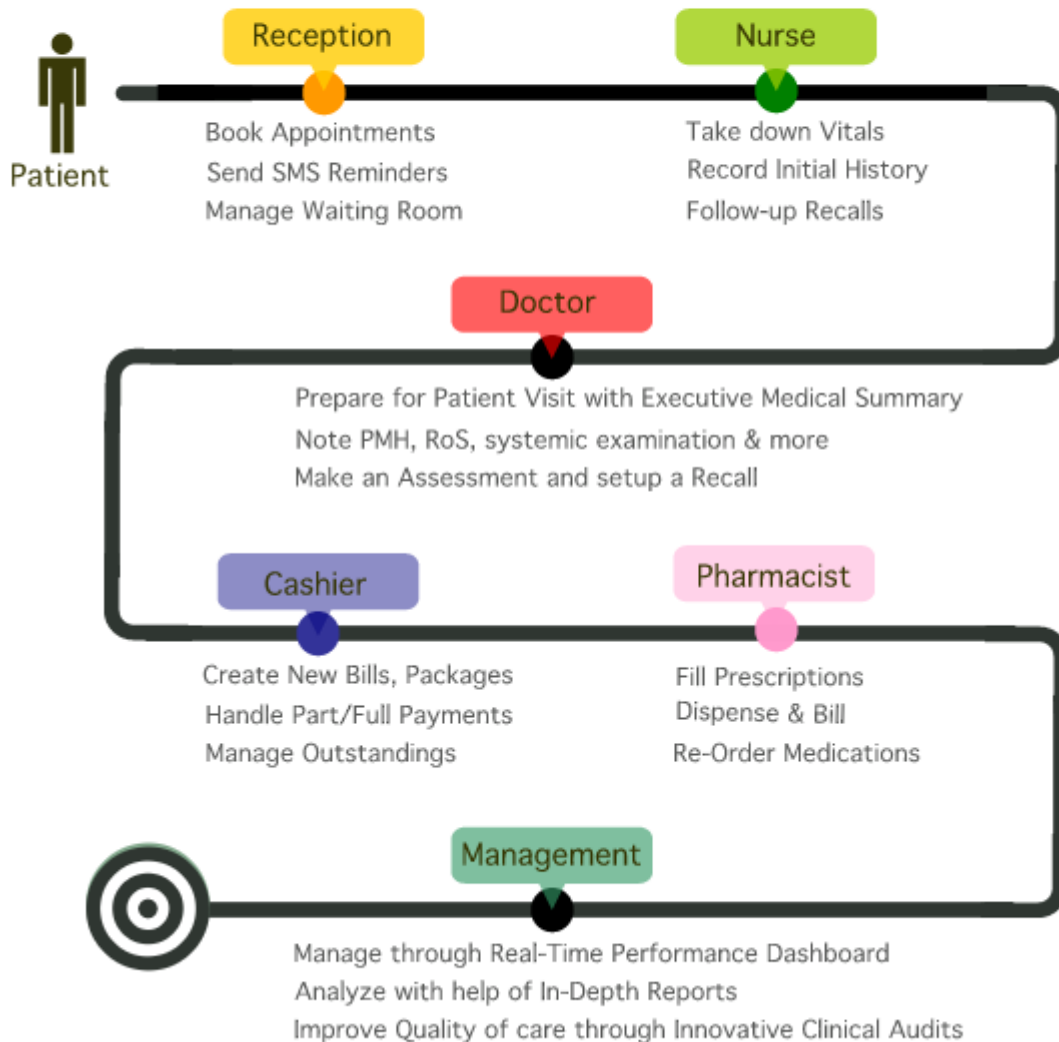 Patient
Reception
Book Appointments
Send SMS Reminders
Manage Waiting Room
Nurse
Take down Vitals
Record Initial History
Follow-up Recalls
Doctor
Prepare for Patient Visit with Executive Medical Summary
Note PMH, RoS, systemic examination & more
Make an Assessment and setup a Recall
Cashier
Create New Bills, Packages
Handle Part/Full Payments
Manage Outstandings
Pharmacist
Fill Prescriptions
Dispense & Bill
Re-Order Medications
Management
Manage through Real-Time Performance Dashboard
Analyze with help of In-Depth Reports
Improve Quality of care through Innovative Clinical Audits